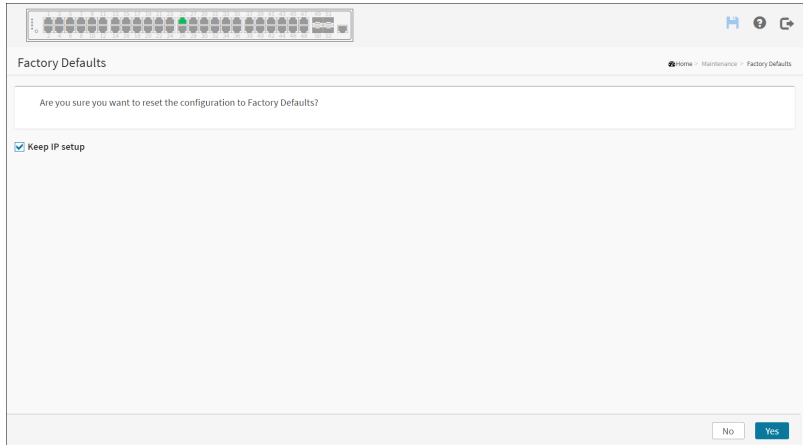 Factory Defaults
Home > Maintenance > Factory Defaults
Are you sure you want to reset the configuration to Factory Defaults?
Keep IP setup
No
Yes